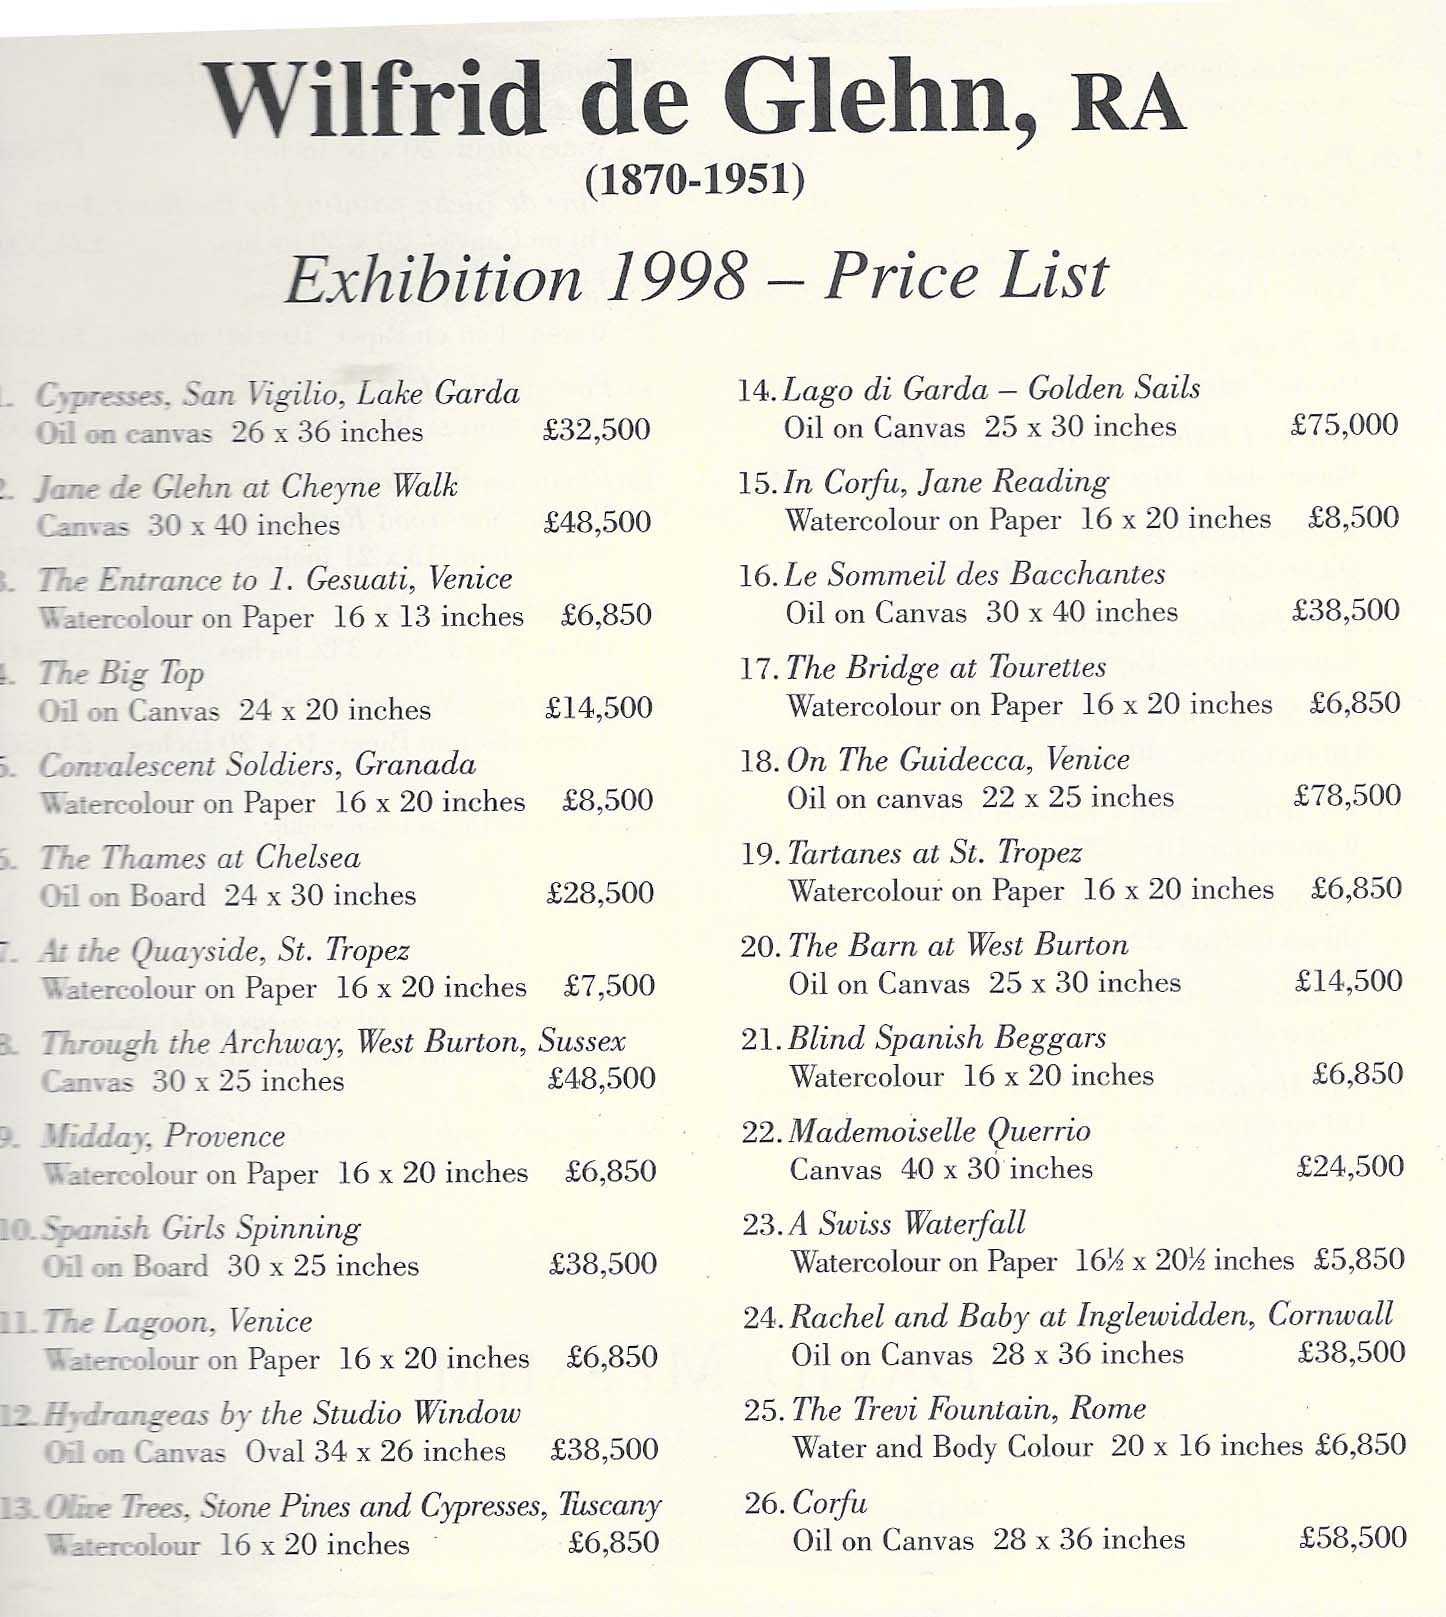 Wilfrid de Glehn, RA
(1870-1951)
Exhibition 1998 – Price List
1. Cypresses, San Vigilio, Lake Garda
Oil on canvas 26 x 36 inches £32,500
2. Jane de Glehn at Cheyne Walk
Canvas 30 x 40 inches £48,500
3. The Entrance to 1. Gesuati, Venice
Watercolour on Paper 16 x 13 inches £6,850
4. The Big Top
Oil on Canvas 24 x 20 inches £14,500
5. Convalescent Soldiers, Granada
Watercolour on Paper 16 x 20 inches £8,500
6. The Thames at Chelsea
Oil on Board 24 x 30 inches £28,500
7. At the Quayside, St. Tropez
Watercolour on Paper 16 x 20 inches £7,500
8. Through the Archway, West Burton, Sussex
Canvas 30 x 25 inches £48,500
9. Midday, Provence
Watercolour on Paper 16 x 20 inches £6,850
10. Spanish Girls Spinning
Oil on Board 30 x 25 inches £38,500
11. The Lagoon, Venice
Watercolour on Paper 16 x 20 inches £6,850
12. Hydrangeas by the Studio Window
Oil on Canvas Oval 34 x 26 inches £38,500
13. Olive Trees, Stone Pines and Cypresses, Tuscany
Watercolour 16 x 20 inches £6,850
14. Lago di Garda – Golden Sails
Oil on Canvas 25 x 30 inches £75,000
15. In Corfu, Jane Reading
Watercolour on Paper 16 x 20 inches £8,500
16. Le Sommeil des Bacchantes
Oil on Canvas 30 x 40 inches £38,500
17. The Bridge at Tourettes
Watercolour on Paper 16 x 20 inches £6,850
18. On The Guidecca, Venice
Oil on canvas 22 x 25 inches £78,500
19. Tartanes at St. Tropez
Watercolour on Paper 16 x 20 inches £6,850
20. The Barn at West Burton
Oil on Canvas 25 x 30 inches £14,500
21. Blind Spanish Beggars
Watercolour 16 x 20 inches £6,850
22. Mademoiselle Querrio
Canvas 40 x 30 inches £24,500
23. A Swiss Waterfall
Watercolour on Paper 16½ x 20½ inches £5,850
24. Rachel and Baby at Inglewidden, Cornwall
Oil on Canvas 28 x 36 inches £38,500
25. The Trevi Fountain, Rome
Water and Body Colour 20 x 16 inches £6,850
26. Corfu
Oil on Canvas 28 x 36 inches £58,500